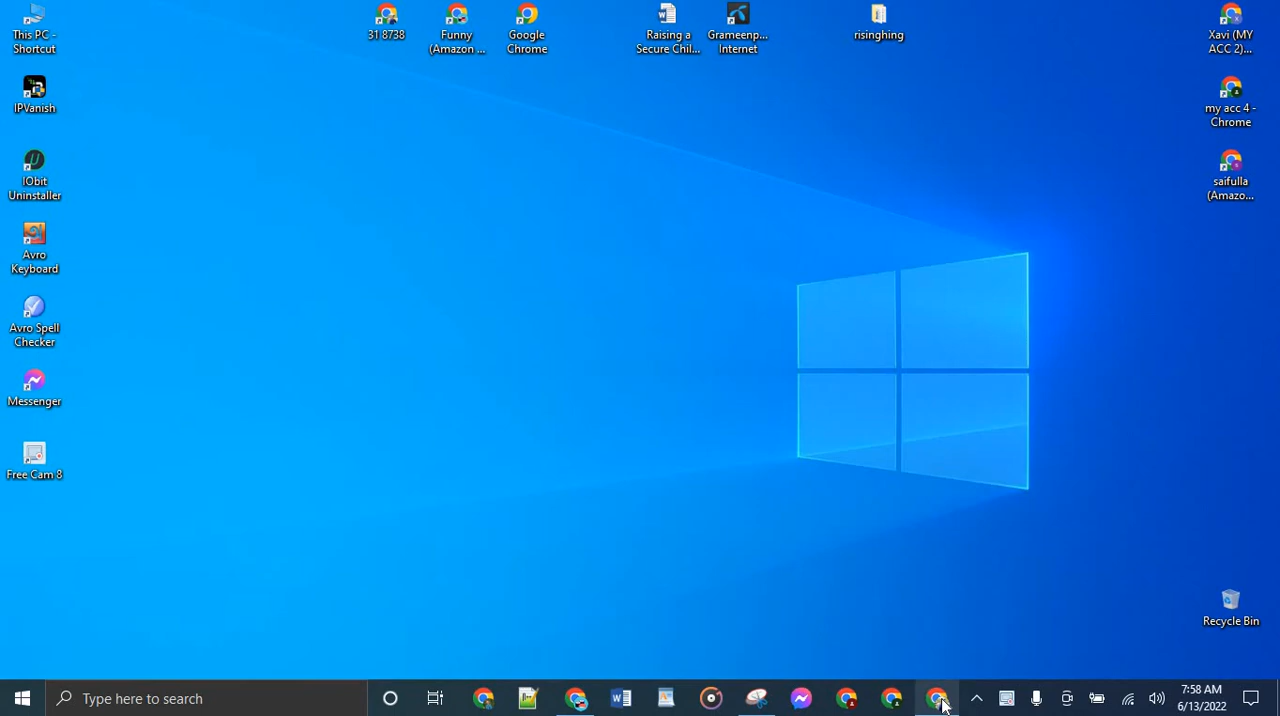 This PC -
Shortcut
31 8738
Funny
(Amazon ...
Google
Chrome
Raising a
Secure Chil...
Grameenp...
Internet
risinghing
Xavi (MY
ACC 2)...
IPVanish
my acc 4 -
Chrome
IObit
Uninstaller
saifulla
(Amazo...
Avro
Keyboard
Avro Spell
Checker
Messenger
Free Cam 8
Recycle Bin
Type here to search
7:58 AM
6/13/2022